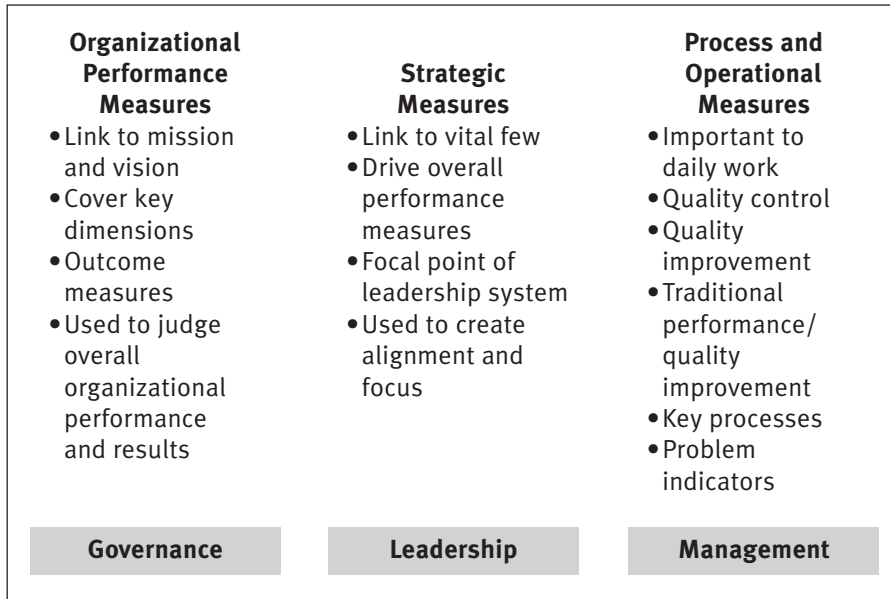 Organizational
Performance
Measures
•Link to mission
and vision
•Cover key
dimensions
•Outcome
measures
•Used to judge
overall
organizational
performance
and results
Governance
Strategic
Measures
•Link to vital few
•Drive overall
performance
measures
•Focal point of
leadership system
•Used to create
alignment and
focus
Leadership
Process and
Operational
Measures
•Important to
daily work
•Quality control
•Quality
improvement
•Traditional
performance/
quality
improvement
•Key processes
•Problem
indicators
Management